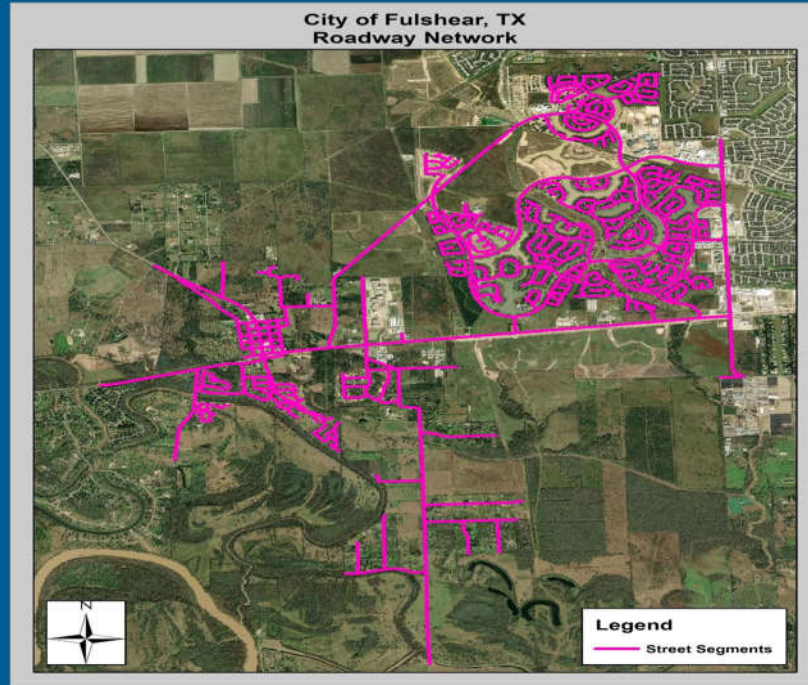 City of Fulshear, TX
Roadway Network
N
Legend
Street Segments